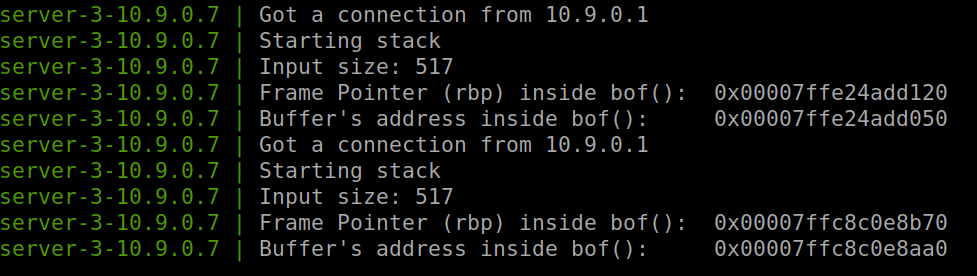 server-3-10.9.0.7 | Got a connection from 10.9.0.1
server-3-10.9.0.7 | Starting stack
server-3-10.9.0.7 | Input size: 517
server-3-10.9.0.7 | Frame Pointer (rbp) inside bof():  0x00007ffe24add120
server-3-10.9.0.7 | Buffer's address inside bof():     0x00007ffe24add050
server-3-10.9.0.7 | Got a connection from 10.9.0.1
server-3-10.9.0.7 | Starting stack
server-3-10.9.0.7 | Input size: 517
server-3-10.9.0.7 | Frame Pointer (rbp) inside bof():  0x00007ffc8c0e8b70
server-3-10.9.0.7 | Buffer's address inside bof():     0x00007ffc8c0e8aa0